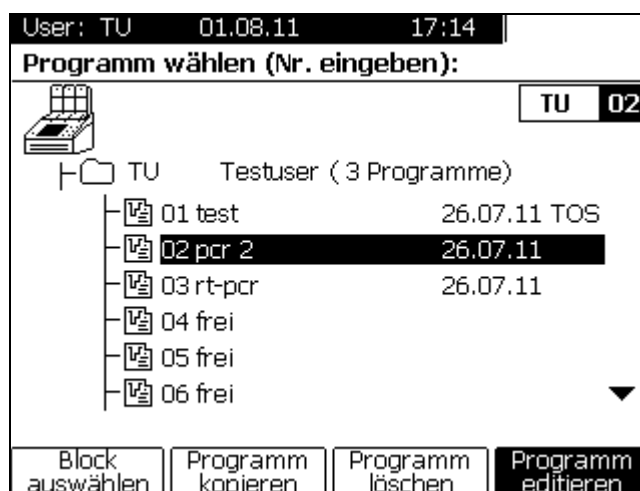 User: TU 01.08.11 17:14
Programm wählen (Nr. eingeben):
TU 02
TU Testuser ( 3 Programme)
01 test 26.07.11 TOS
02 pcr 2 26.07.11
03 rt-pcr 26.07.11
04 frei
05 frei
06 frei
Block Programm Programm Programm
auswählen kopieren löschen editieren